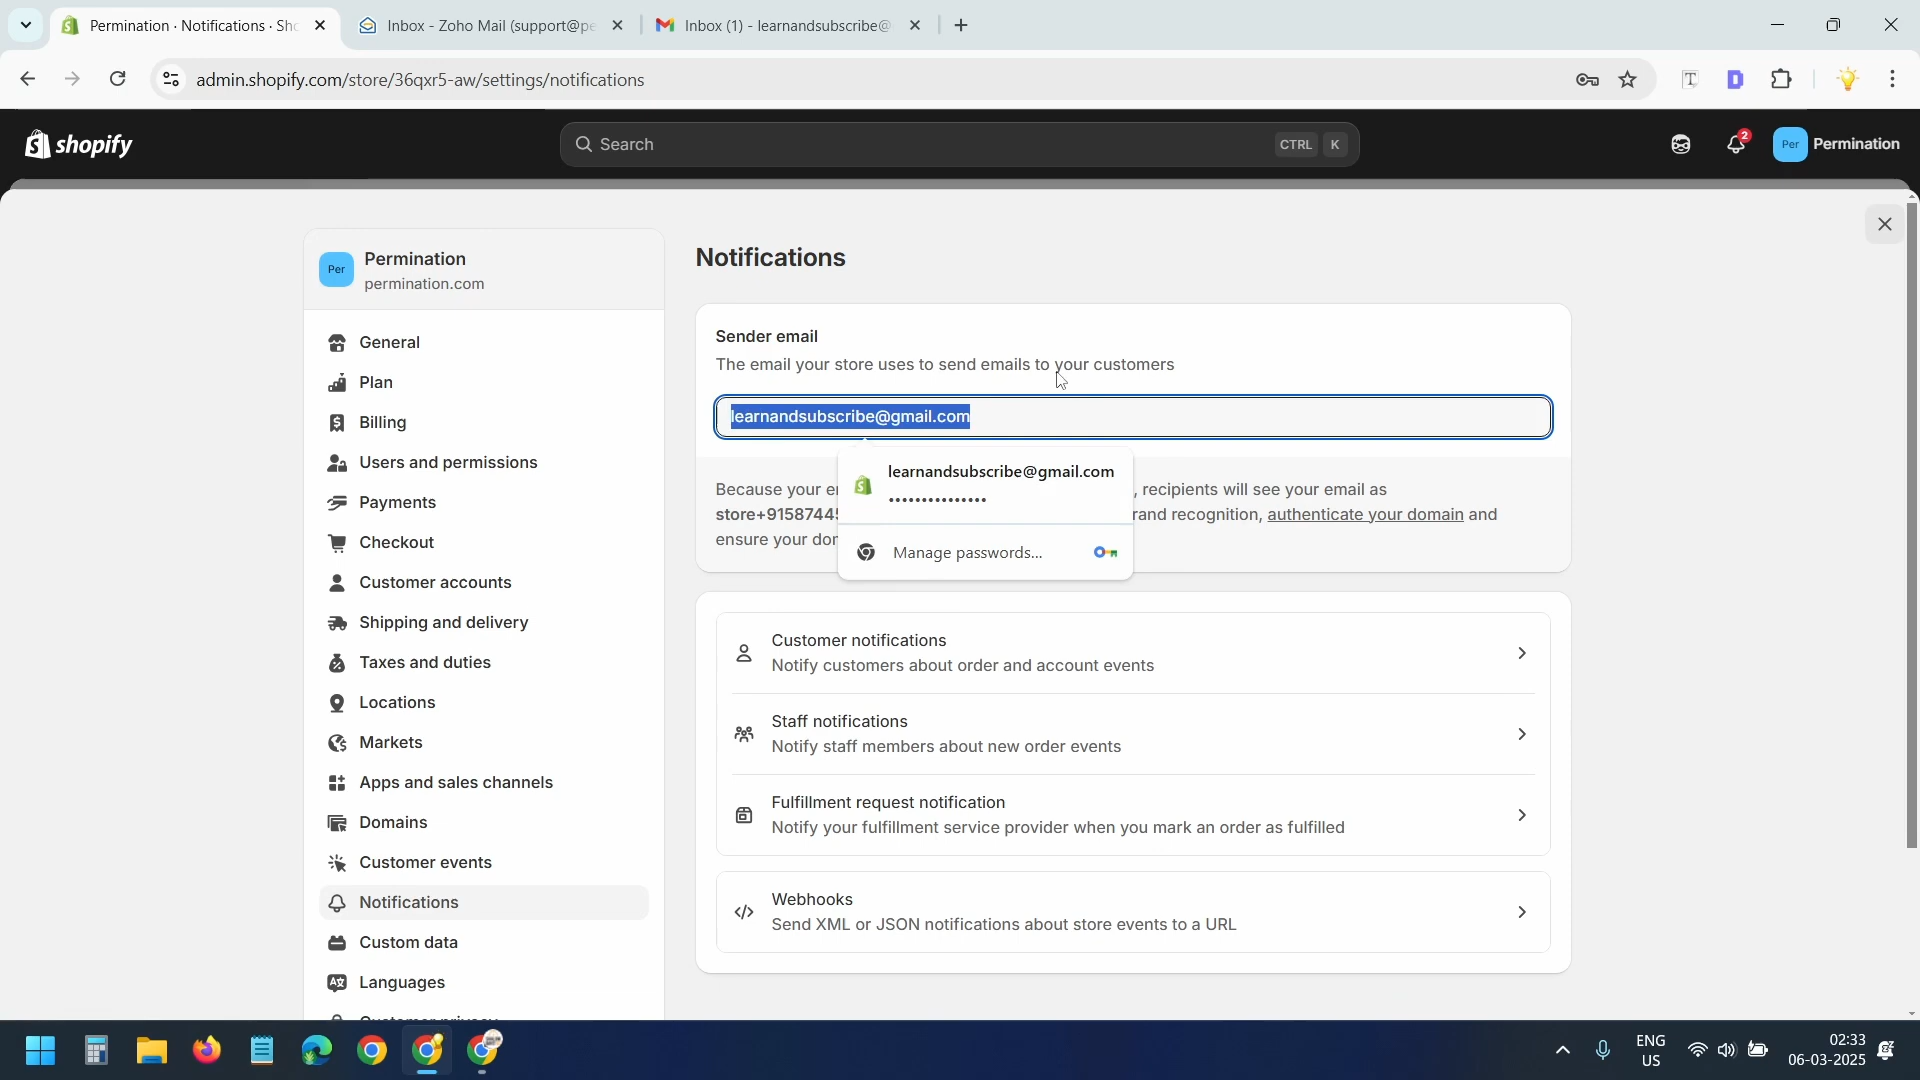 Permination · Notifications · Sho
Inbox - Zoho Mail (support@pe
Inbox (1) - learnandsubscribe@
admin.shopify.com/store/36qxr5-aw/settings/notifications
shopify
Search
CTRL K
2
Per
Permination
Per
Permination
permination.com
General
Plan
Billing
Users and permissions
Payments
Checkout
Customer accounts
Shipping and delivery
Taxes and duties
Locations
Markets
Apps and sales channels
Domains
Customer events
Notifications
Custom data
Languages
Notifications
Sender email
The email your store uses to send emails to your customers
learnandsubscribe@gmail.com
learnandsubscribe@gmail.com
•••••••••••••••
Manage passwords...
Because your , recipients will see your email as
store+9158744 brand recognition, authenticate your domain and
ensure your
Customer notifications
Notify customers about order and account events
Staff notifications
Notify staff members about new order events
Fulfillment request notification
Notify your fulfillment service provider when you mark an order as fulfilled
Webhooks
Send XML or JSON notifications about store events to a URL
ENG
US
02:33
06-03-2025